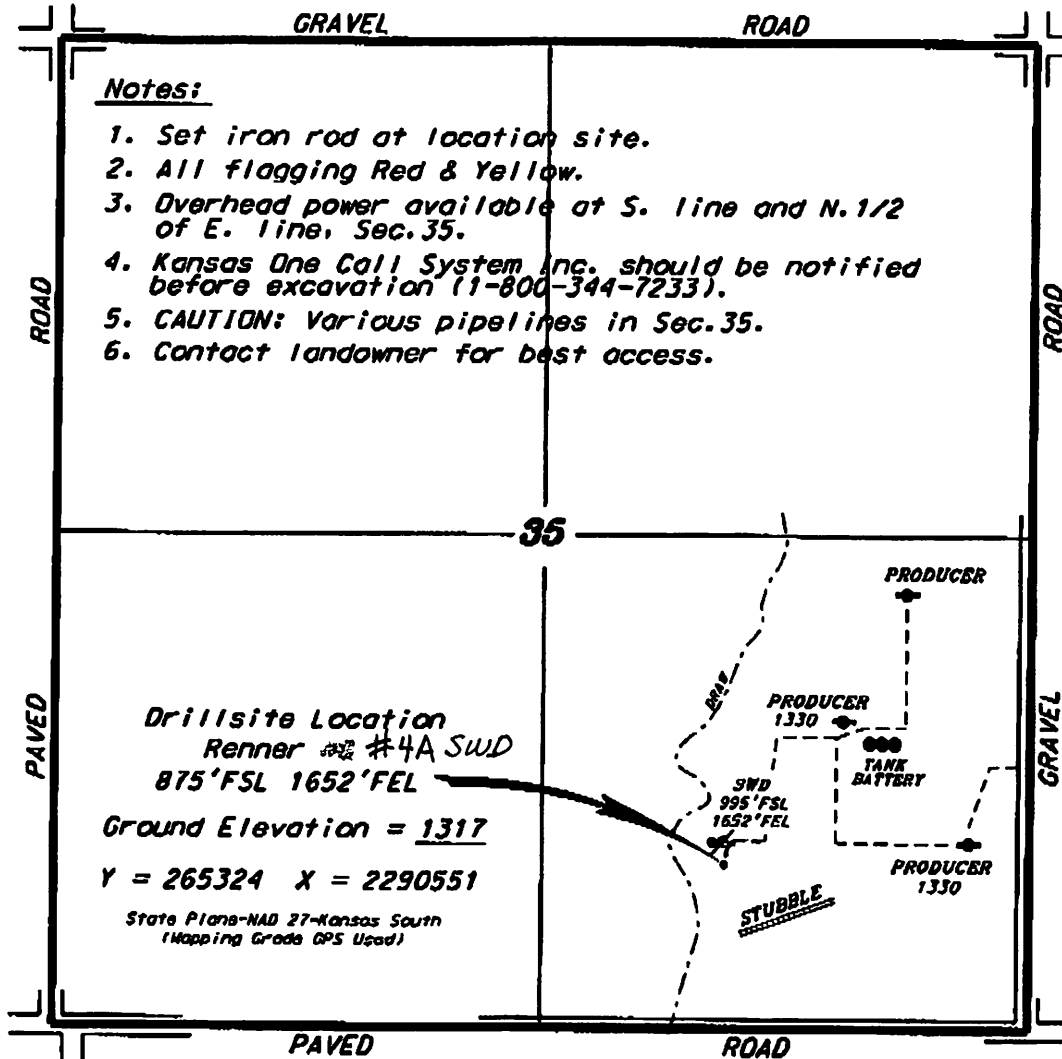 GRAVEL ROAD
Notes:
1. Set iron rod at location site.
2. All flagging Red & Yellow.
3. Overhead power available at S. line and N.1/2
of E. line, Sec.35.
4. Kansas One Call System Inc. should be notified
before excavation (1-800-344-7233).
5. CAUTION: Various pipelines in Sec.35.
6. Contact landowner for best access.
ROAD
ROAD
35
PRODUCER
DRAW
PRODUCER
1330
TANK
BATTERY
SWD
995'FSL
1652'FEL
PRODUCER
1330
STUBBLE
Drillsite Location
Renner #4A SWD
875'FSL 1652'FEL
Ground Elevation = 1317
Y = 265324 X = 2290551
State Plane-NAD 27-Kansas South
(Mapping Grade GPS Used)
PAVED
GRAVEL
PAVED ROAD